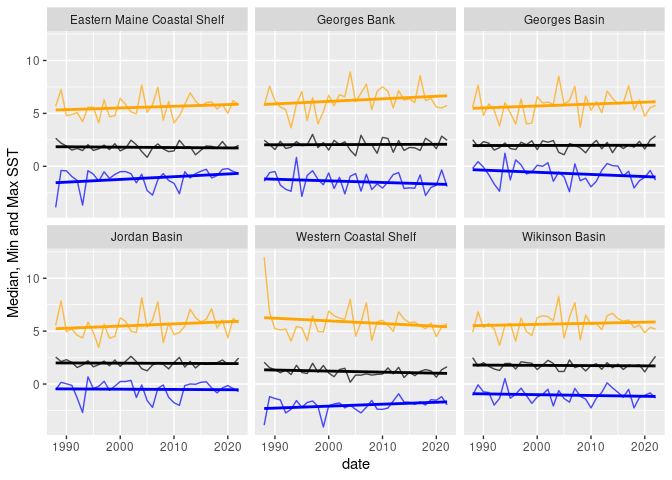 Eastern Maine Coastal Shelf Georges Bank Georges Basin
10
5
0
Jordan Basin Western Coastal Shelf Wikinson Basin
10
5
0
1990 2000 2010 2020 1990 2000 2010 2020 1990 2000 2010 2020
date
Median, Min and Max SST